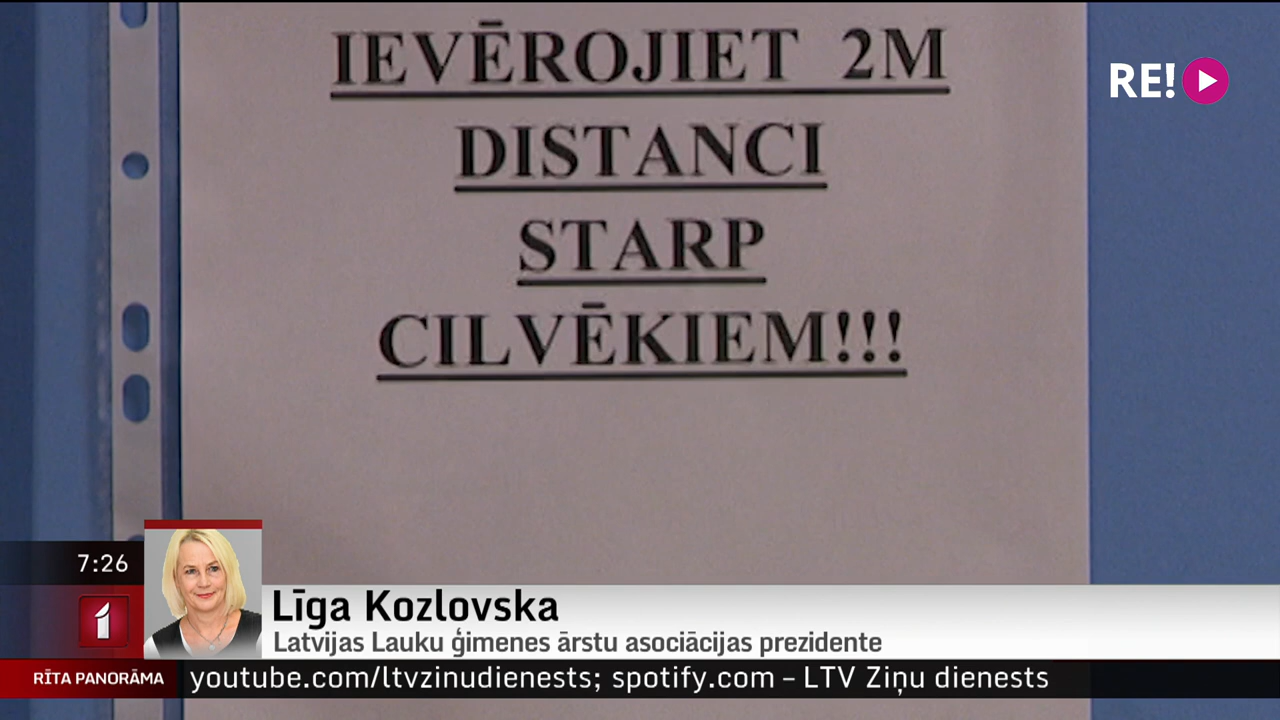 IEVĒROJIET 2M
DISTANCI
STARP
CILVĒKIEM!!!
RE!
7:26
1
Līga Kozlovska
Latvijas Lauku ģimenes ārstu asociācijas prezidente
RĪTA PANORĀMA
youtube.com/ltvzinudienests; spotify.com – LTV Ziņu dienests